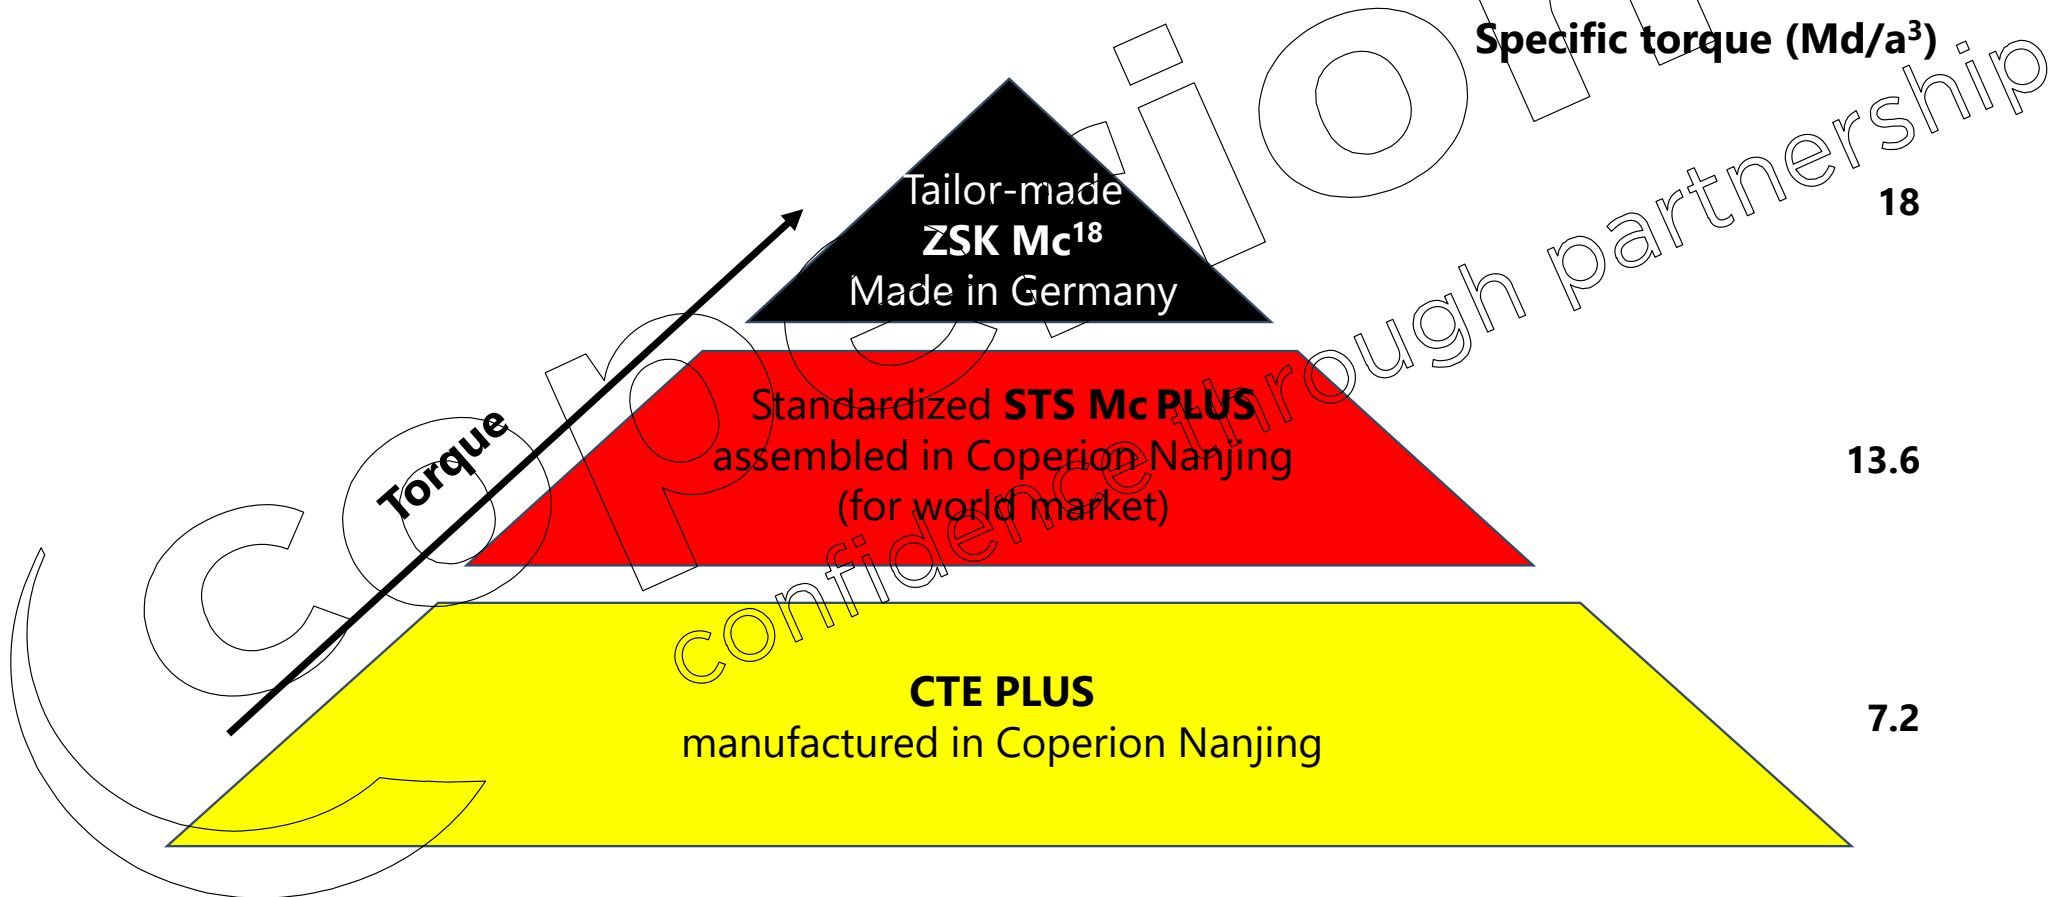 Specific torque (Md/a³)
Tailor-made
ZSK Mc¹⁸
Made in Germany
18
Torque
Standardized STS Mc PLUS
assembled in Coperion Nanjing
(for world market)
13.6
CTE PLUS
manufactured in Coperion Nanjing
7.2
coperion
confidence through partnership